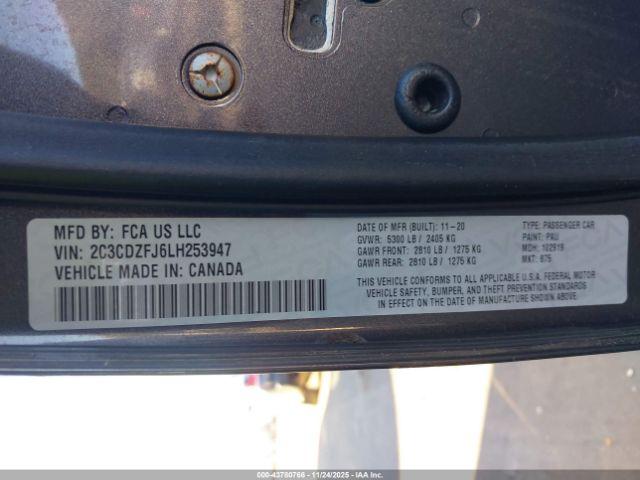 MFD BY: FCA US LLC
VIN: 2C3CDZFJ6LH253947
VEHICLE MADE IN: CANADA
DATE OF MFR (BUILT): 11-20
GVWR: 5300 LB / 2405 KG
GAWR FRONT: 2810 LB / 1275 KG
GAWR REAR: 2810 LB / 1275 KG
TYPE: PASSENGER CAR
PAINT: PAU
MDH: 102919
MKT: 675
THIS VEHICLE CONFORMS TO ALL APPLICABLE U.S.A. FEDERAL MOTOR
VEHICLE SAFETY, BUMPER, AND THEFT PREVENTION STANDARDS
IN EFFECT ON THE DATE OF MANUFACTURE SHOWN ABOVE.
000-43780766 - 11/24/2025 - IAA Inc.